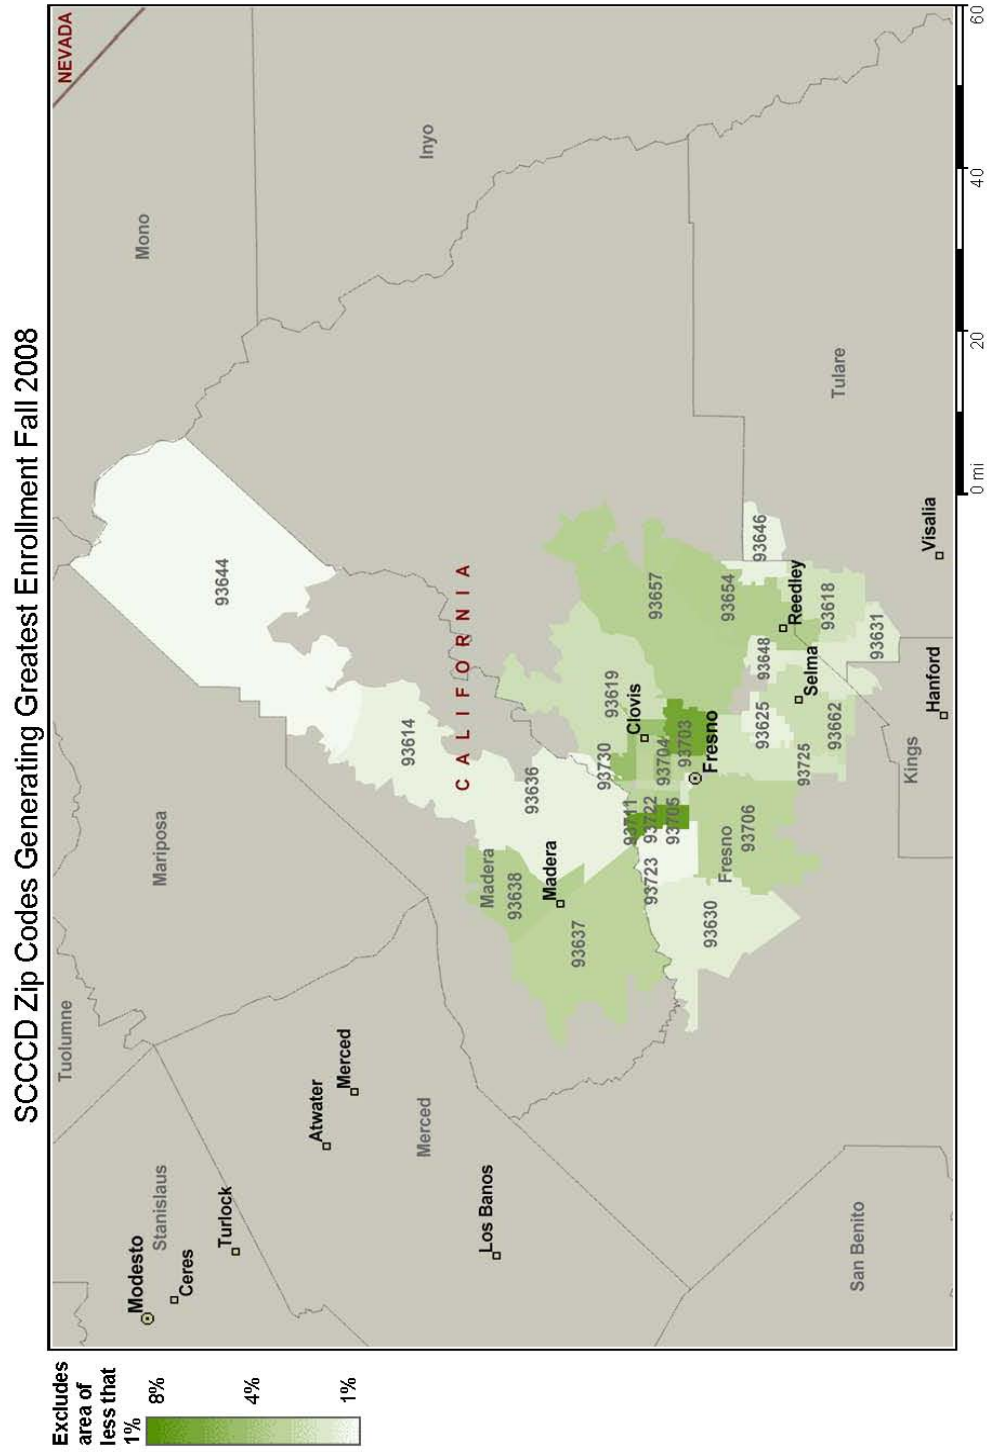 SCCCD Zip Codes Generating Greatest Enrollment Fall 2008
Excludes
area of
less that
1%
8%
4%
1%
NEVADA
Tuolumne
Mono
Modesto
Stanislaus
Ceres
Mariposa
Turlock
93644
Atwater
Merced
Merced
93614
Inyo
CALIFORNIA
Los Banos
Madera
93638
93636
Madera
93637
93730
93619
Clovis
93711
93722
93705
93704
93703
93657
93723
Fresno
93630
Fresno
93706
93654
93646
93648
93625
Reedley
Selma
93725
93662
93618
93631
Tulare
San Benito
Kings
Hanford
Visalia
0 mi
20
40
60